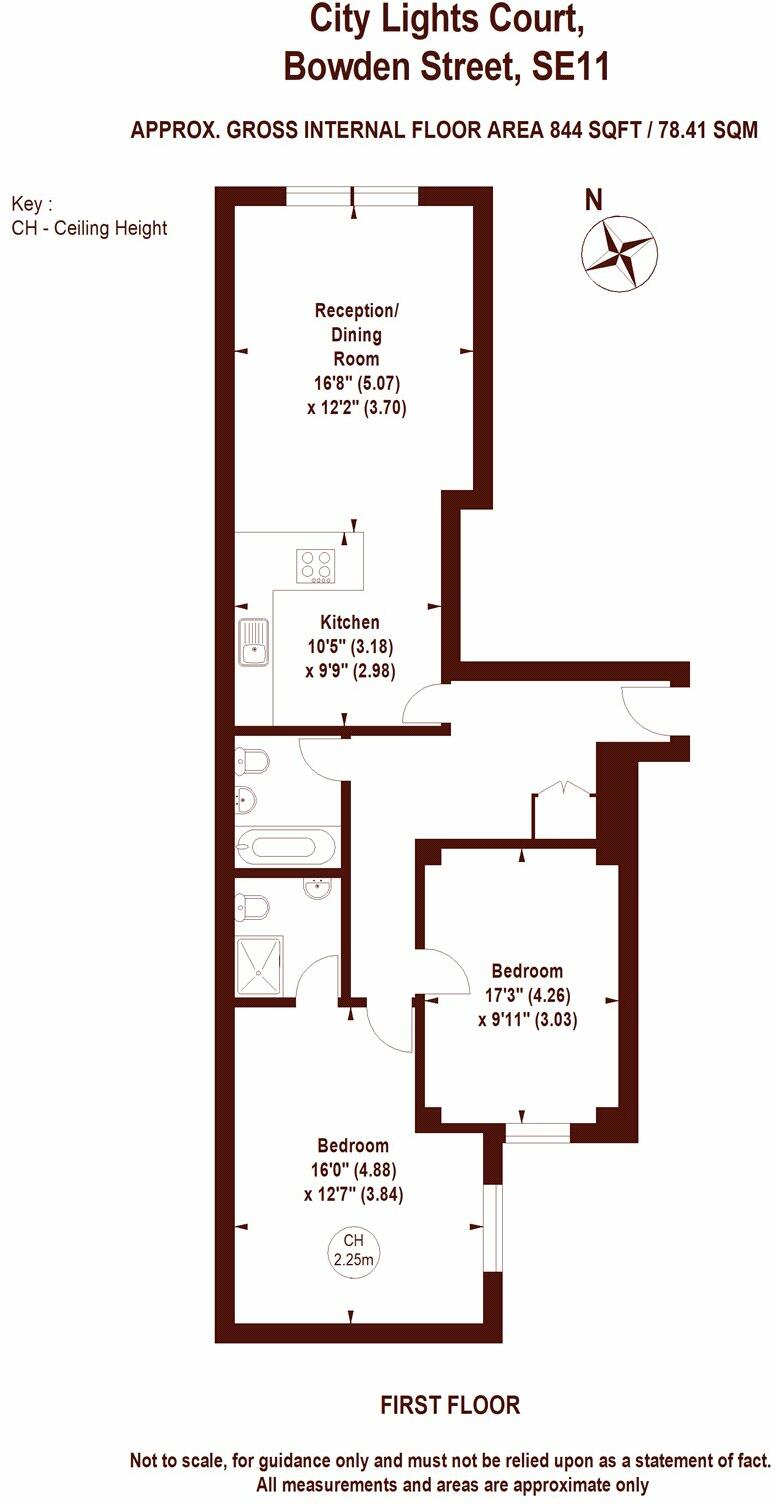 City Lights Court,
Bowden Street, SE11
APPROX. GROSS INTERNAL FLOOR AREA 844 SQFT / 78.41 SQM
Key :
CH - Ceiling Height
N
Reception/
Dining
Room
16'8" (5.07)
x 12'2" (3.70)
Kitchen
10'5" (3.18)
x 9'9" (2.98)
Bedroom
17'3" (4.26)
x 9'11" (3.03)
Bedroom
16'0" (4.88)
x 12'7" (3.84)
CH
2.25m
FIRST FLOOR
Not to scale, for guidance only and must not be relied upon as a statement of fact.
All measurements and areas are approximate only